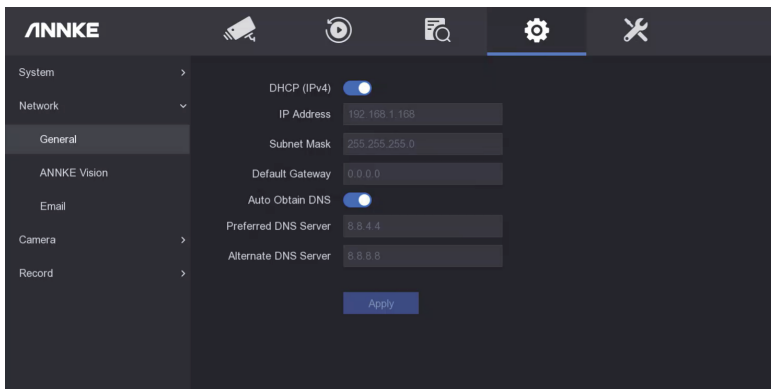 ANNKE
System
Network
General
ANNKE Vision
Email
Camera
Record
DHCP (IPv4)
IP Address 192.168.1.168
Subnet Mask 255.255.255.0
Default Gateway 0.0.0.0
Auto Obtain DNS
Preferred DNS Server 8.8.4.4
Alternate DNS Server 8.8.8.8
Apply